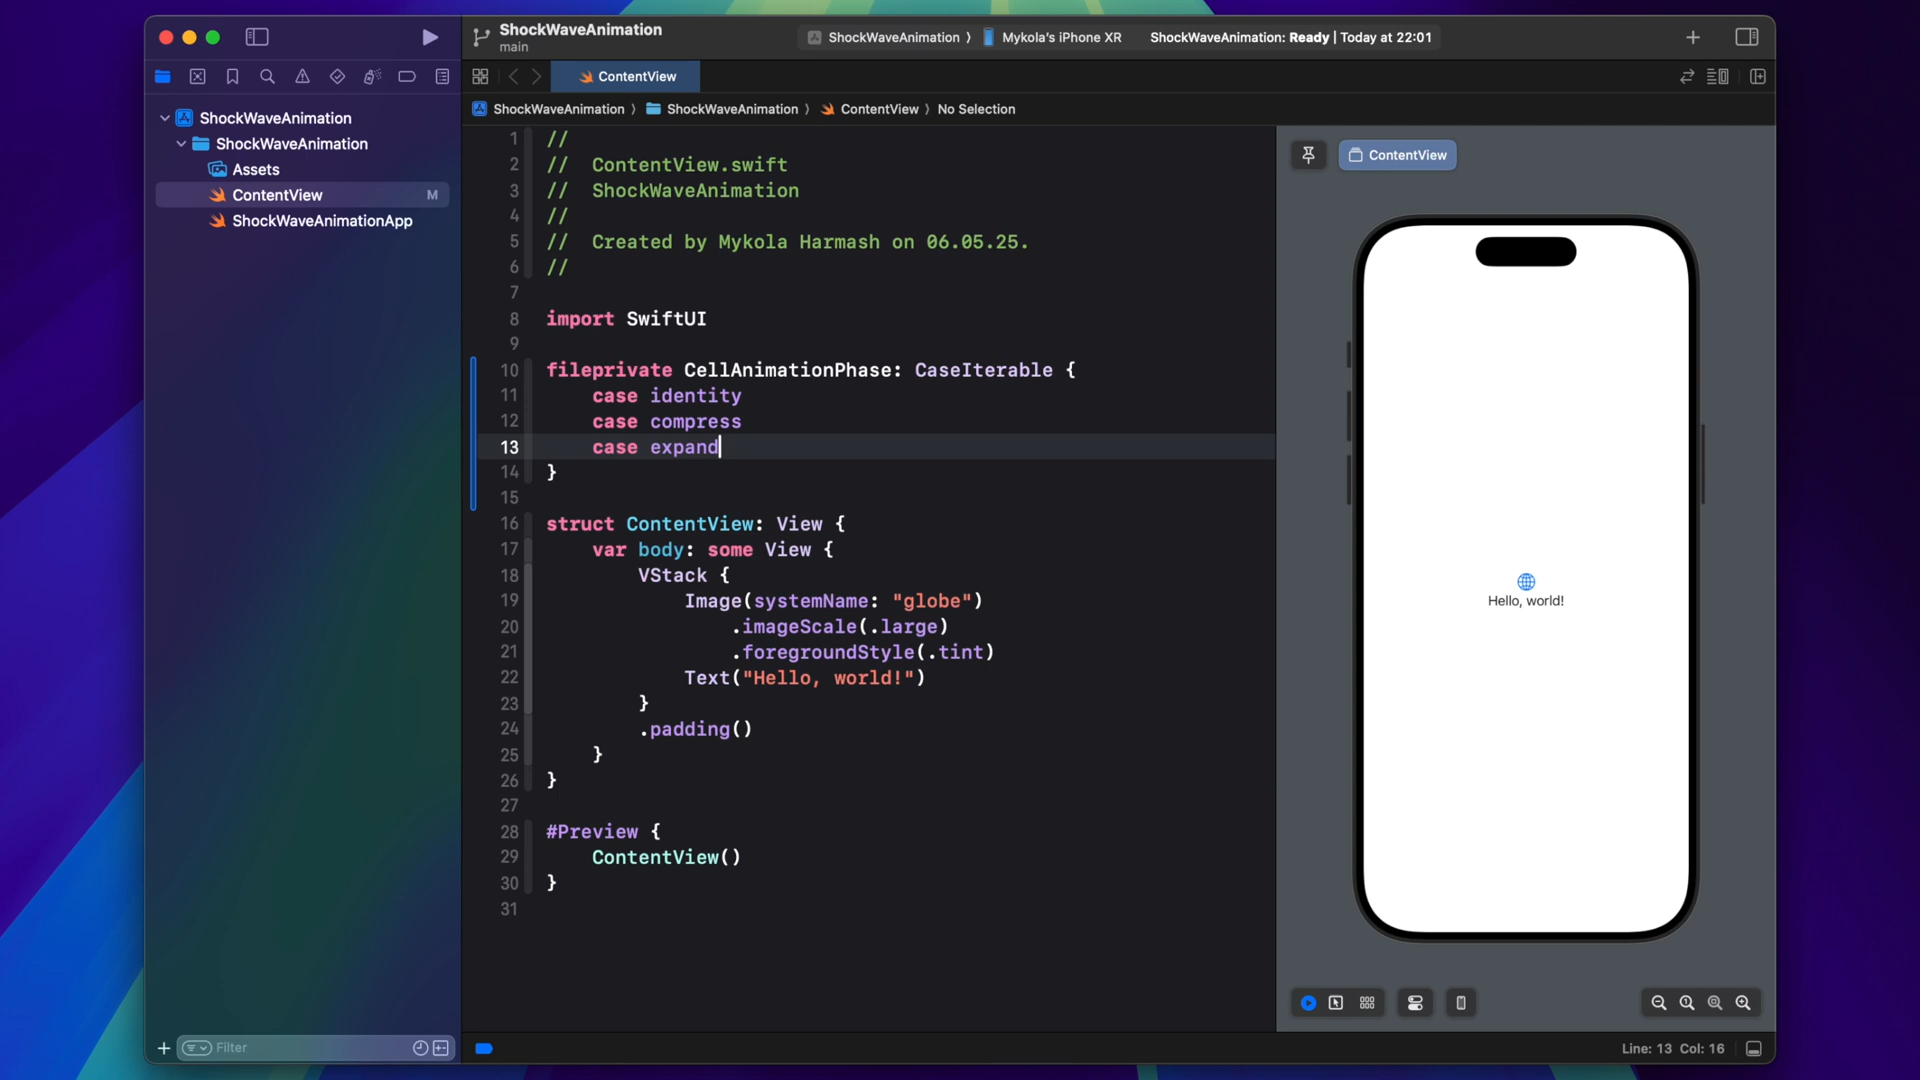 ShockWaveAnimation
main
ShockWaveAnimation 〉 Mykola's iPhone XR
ShockWaveAnimation: Ready | Today at 22:01
ContentView
ShockWaveAnimation 〉 ShockWaveAnimation 〉 ContentView 〉 No Selection
ShockWaveAnimation
ShockWaveAnimation
Assets
ContentView M
ShockWaveAnimationApp
Filter
1 //
2 //  ContentView.swift
3 //  ShockWaveAnimation
4 //
5 //  Created by Mykola Harmash on 06.05.25.
6 //
7
8 import SwiftUI
9
10 fileprivate CellAnimationPhase: CaseIterable {
11     case identity
12     case compress
13     case expand
14 }
15
16 struct ContentView: View {
17     var body: some View {
18         VStack {
19             Image(systemName: "globe")
20                 .imageScale(.large)
21                 .foregroundStyle(.tint)
22             Text("Hello, world!")
23         }
24         .padding()
25     }
26 }
27
28 #Preview {
29     ContentView()
30 }
31
ContentView
Hello, world!
Line: 13 Col: 16